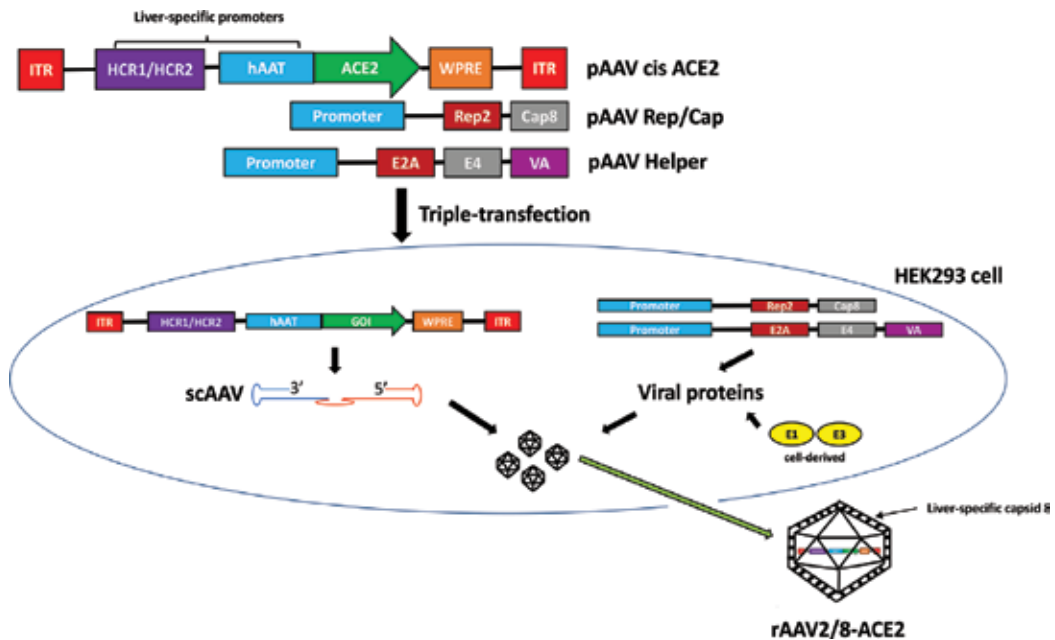 Liver-specific promoters
ITR HCR1/HCR2 hAAT ACE2 WPRE ITR pAAV cis ACE2
Promoter Rep2 Cap8 pAAV Rep/Cap
Promoter E2A E4 VA pAAV Helper
Triple-transfection
HEK293 cell
Promoter Rep2 Cap8
ITR HCR1/HCR2 hAAT GOI WPRE ITR
Promoter E2A E4 VA
scAAV 3' 5'
Viral proteins
E1 E3
cell-derived
Liver-specific capsid 8
rAAV2/8-ACE2